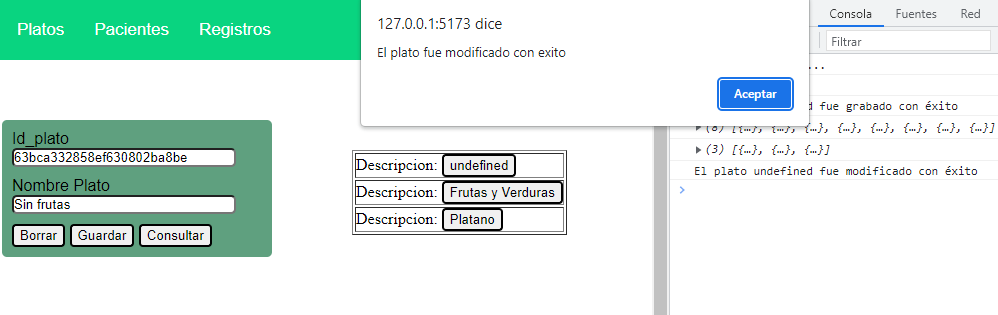 Platos Pacientes Registros
127.0.0.1:5173 dice
El plato fue modificado con exito
Aceptar
Id_plato
63bca332858ef630802ba8be
Nombre Plato
Sin frutas
Borrar Guardar Consultar
Descripcion: undefined
Descripcion: Frutas y Verduras
Descripcion: Platano
Consola Fuentes Red
Filtrar
...
fue grabado con éxito
(8) [{…}, {…}, {…}, {…}, {…}, {…}, {…}, {…}]
(3) [{…}, {…}, {…}]
El plato undefined fue modificado con éxito